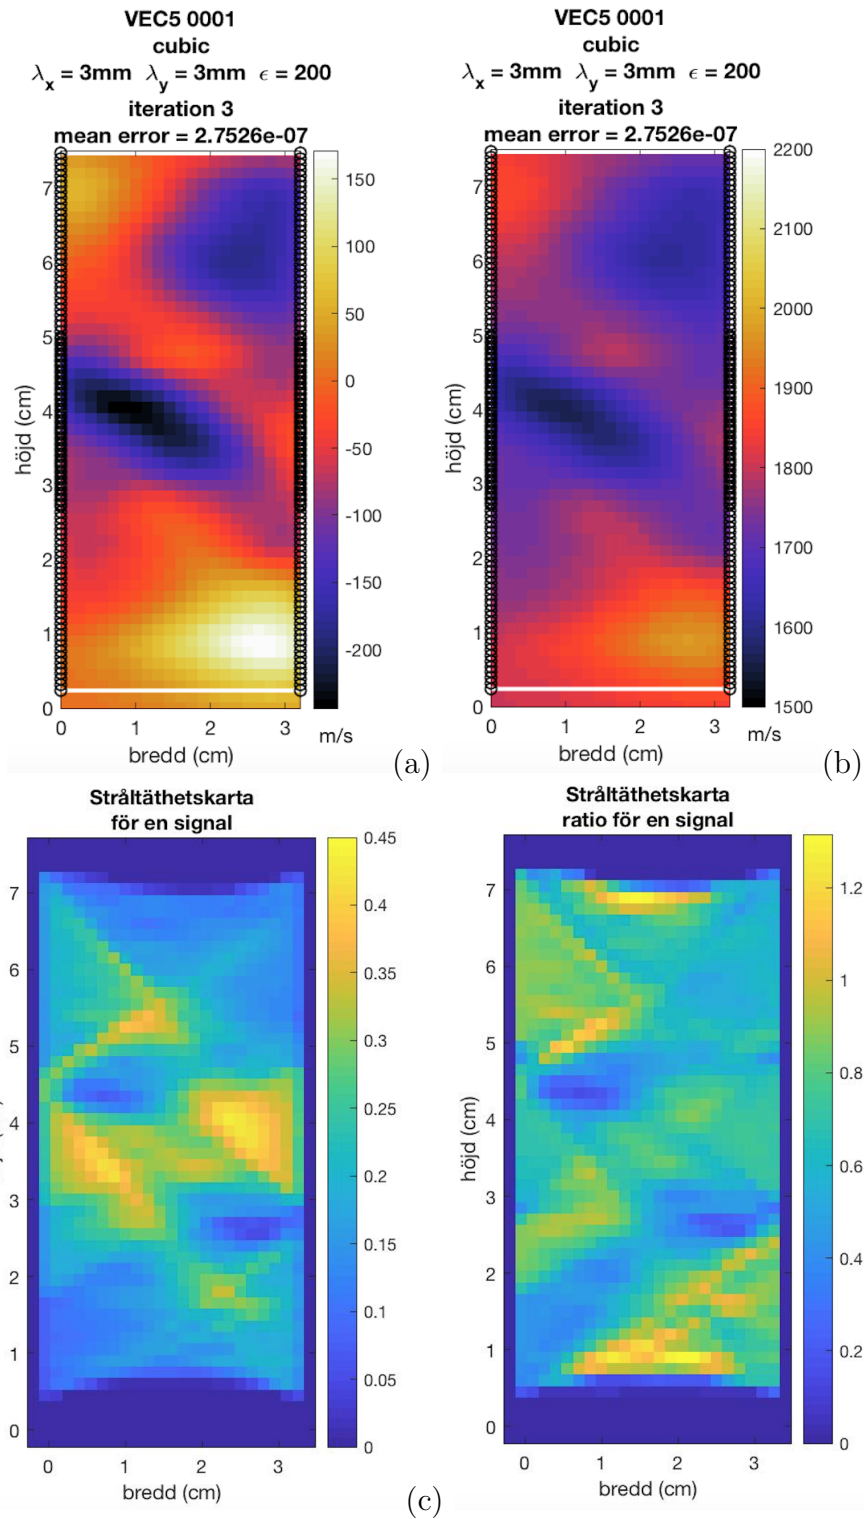 VEC5 0001
cubic
λx = 3mm λy = 3mm ϵ = 200
iteration 3
mean error = 2.7526e-07
7
6
5
4
3
2
1
0
0 1 2 3
höjd (cm)
bredd (cm)
150
100
50
0
-50
-100
-150
-200
m/s
(a)
VEC5 0001
cubic
λx = 3mm λy = 3mm ϵ = 200
iteration 3
mean error = 2.7526e-07
7
6
5
4
3
2
1
0
0 1 2 3
höjd (cm)
bredd (cm)
2200
2100
2000
1900
1800
1700
1600
1500
m/s
(b)
Stråltäthetskarta
för en signal
7
6
5
4
3
2
1
0
0 1 2 3
bredd (cm)
0.45
0.4
0.35
0.3
0.25
0.2
0.15
0.1
0.05
0
(c)
Stråltäthetskarta
ratio för en signal
7
6
5
4
3
2
1
0
0 1 2 3
höjd (cm)
bredd (cm)
1.2
1
0.8
0.6
0.4
0.2
0